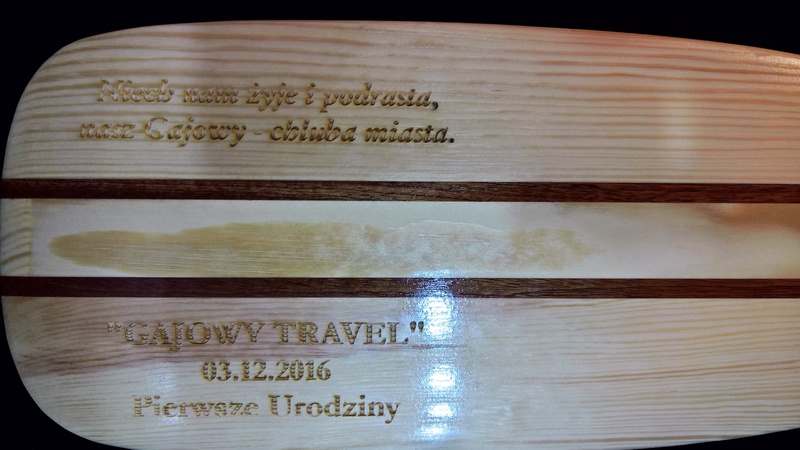 Niech nam żyje i podrasta,
nasz Gajowy - chluba miasta.
"GAJOWY TRAVEL"
03.12.2016
Pierwsze Urodziny